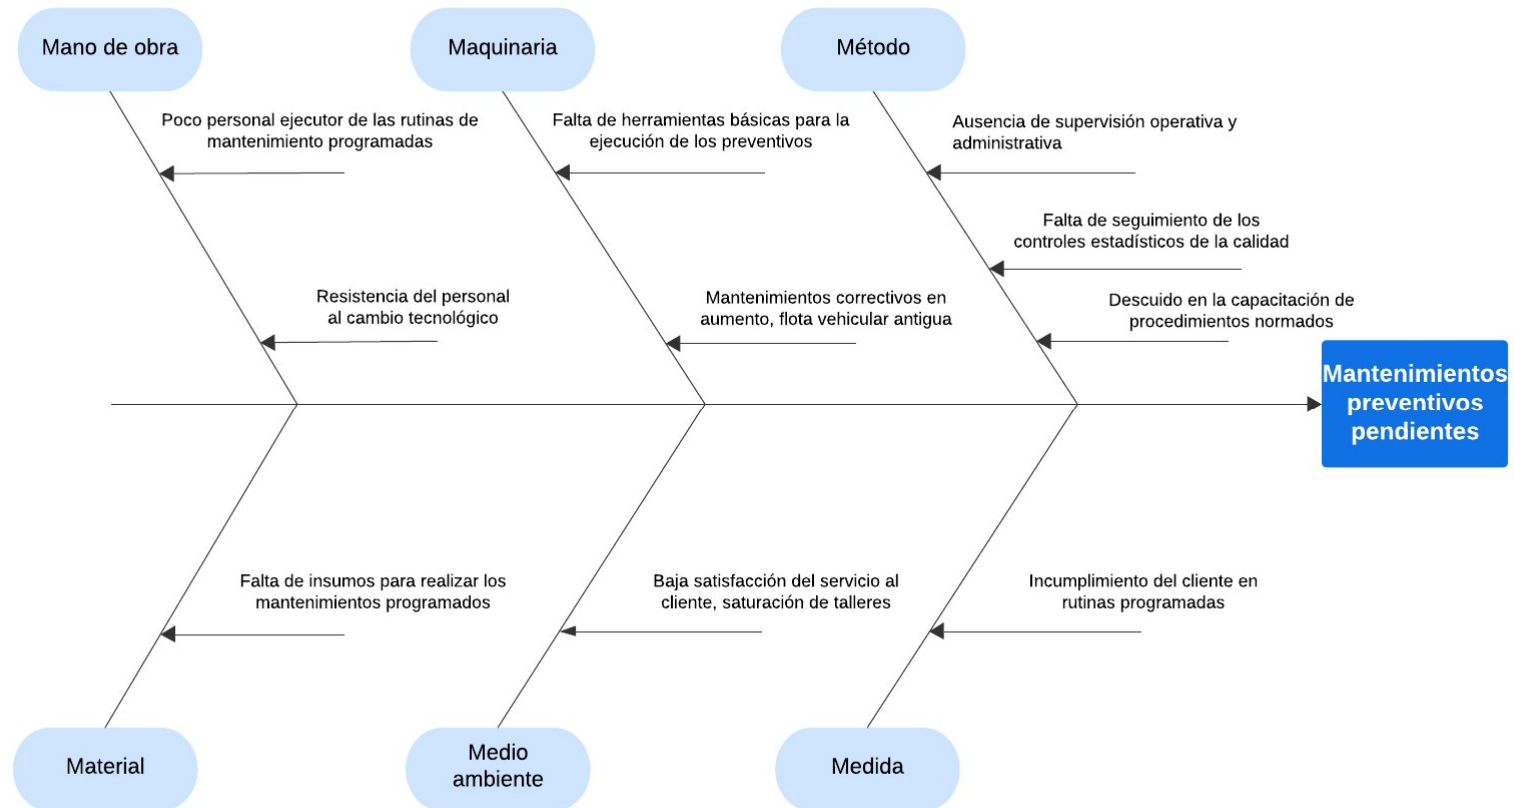 Mano de obra
Maquinaria
Método
Poco personal ejecutor de las rutinas de
mantenimiento programadas
Falta de herramientas básicas para la
ejecución de los preventivos
Ausencia de supervisión operativa y
administrativa
Falta de seguimiento de los
controles estadísticos de la calidad
Resistencia del personal
al cambio tecnológico
Mantenimientos correctivos en
aumento, flota vehicular antigua
Descuido en la capacitación de
procedimientos normados
Mantenimientos
preventivos
pendientes
Falta de insumos para realizar los
mantenimientos programados
Baja satisfacción del servicio al
cliente, saturación de talleres
Incumplimiento del cliente en
rutinas programadas
Material
Medio
ambiente
Medida